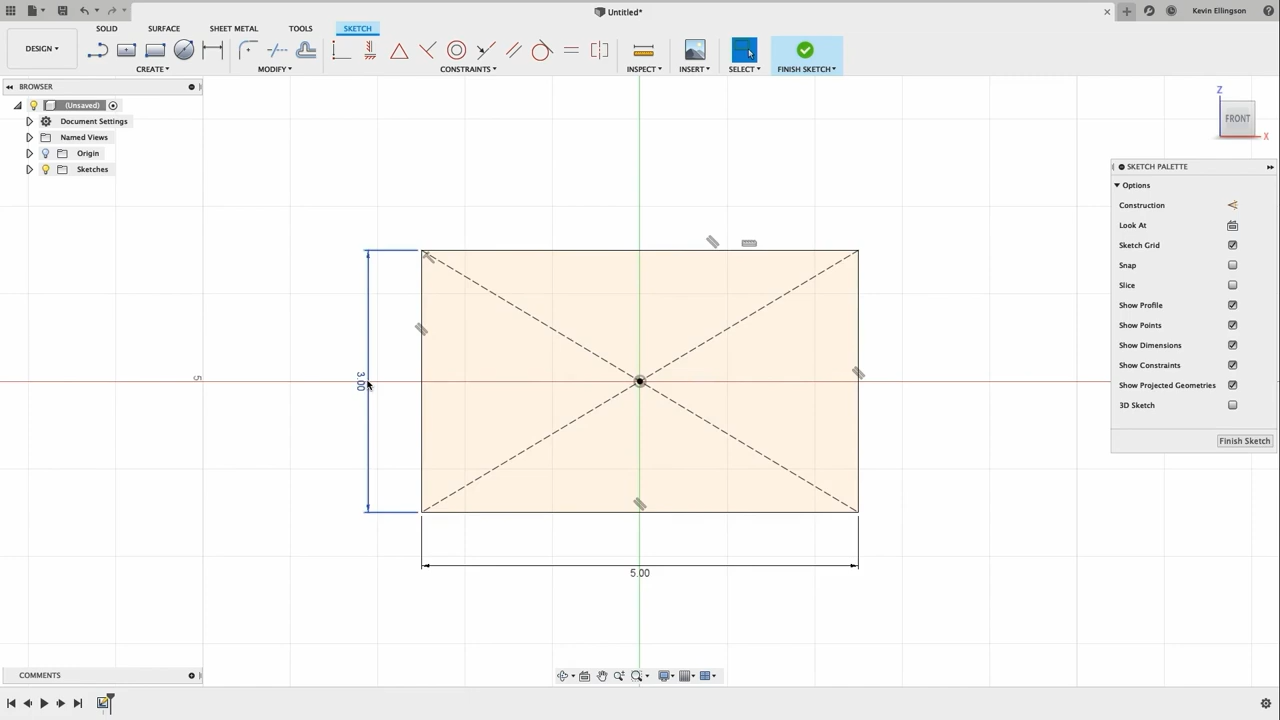 Untitled*
Kevin Ellingson
SOLID SURFACE SHEET METAL TOOLS SKETCH
DESIGN
CREATE MODIFY CONSTRAINTS INSPECT INSERT SELECT FINISH SKETCH
BROWSER
(Unsaved)
Document Settings
Named Views
Origin
Sketches
Z
FRONT
X
SKETCH PALETTE
Options
Construction
Look At
Sketch Grid
Snap
Slice
Show Profile
Show Points
Show Dimensions
Show Constraints
Show Projected Geometries
3D Sketch
Finish Sketch
5
3.00
5.00
COMMENTS